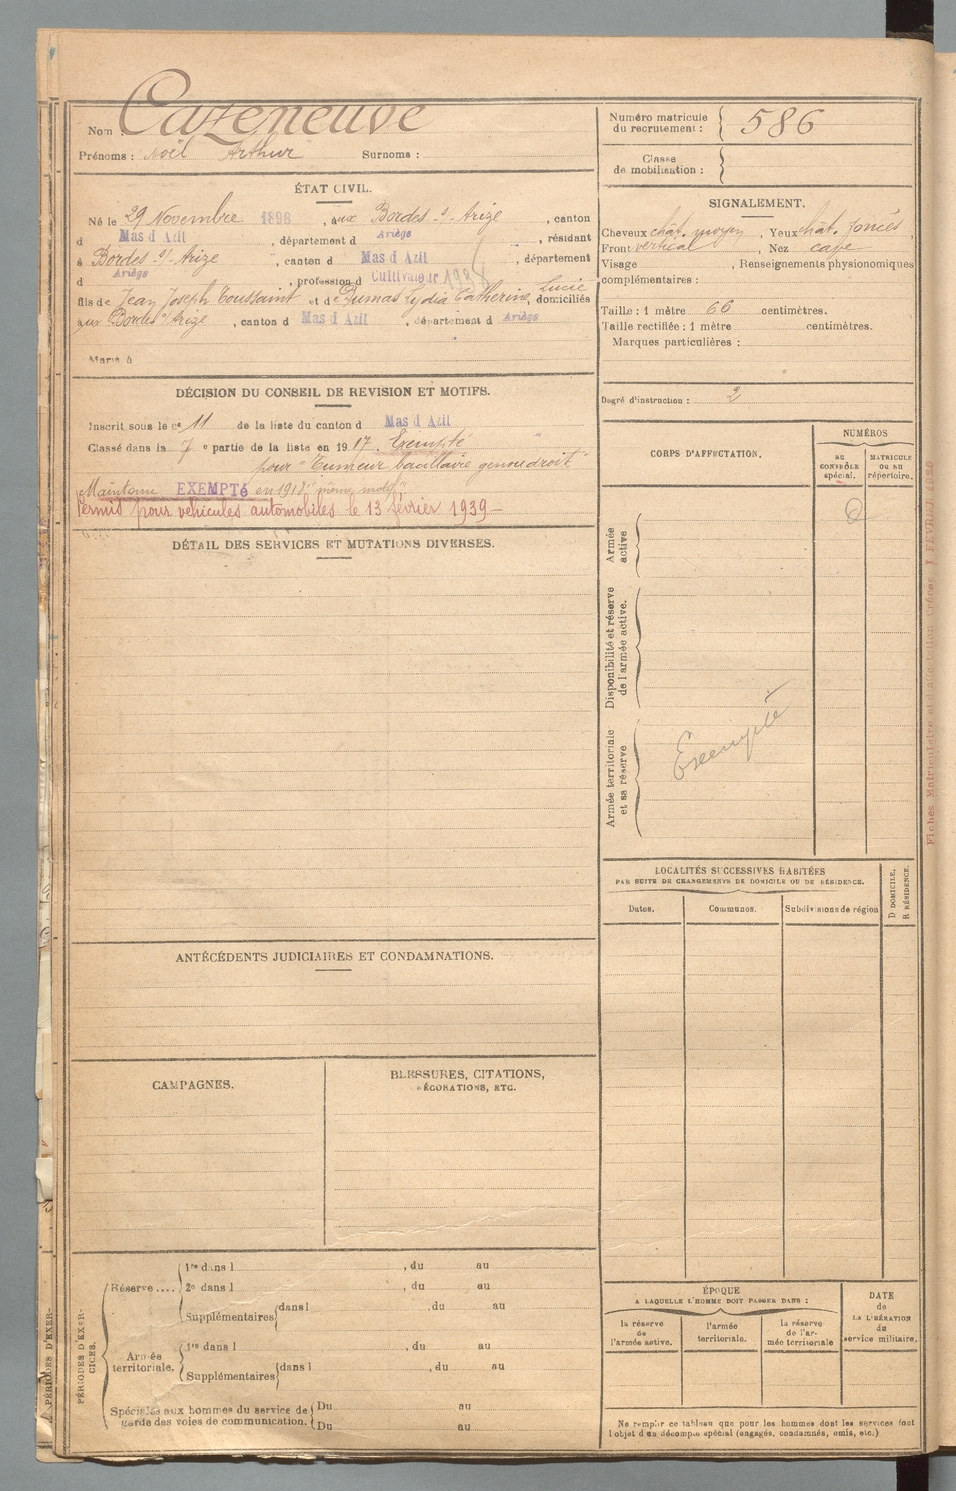 Nom : Cazeneuve
Prénoms : Noël Arthur Surnoms :
Numéro matricule du recrutement : 586
Classe de mobilisation :
ÉTAT CIVIL.
Né le 29 Novembre 1898, aux Bordes-s/-Arize, canton
d Mas d Azil, département d Ariège, résidant
à Bordes-s/-Arize, canton d Mas d Azil, département
d Ariège, profession d Cultivateur
fils de Jean Joseph Toussaint et de Dumas Lydia Catherine Lucie, domiciliés
aux Bordes s/ Arize, canton d Mas d Azil, département d Ariège
Marié à
SIGNALEMENT.
Cheveux chât. moyen, Yeux chât. foncés,
Front vertical, Nez cave
Visage , Renseignements physionomiques
complémentaires :
Taille : 1 mètre 66 centimètres.
Taille rectifiée : 1 mètre centimètres.
Marques particulières :
Degré d'instruction : 2
DÉCISION DU CONSEIL DE REVISION ET MOTIFS.
Inscrit sous le n° 11 de la liste du canton d Mas d Azil
Classé dans la 7e partie de la liste en 1917. Exempté
pour "Tumeur bacillaire genou droit"
Maintenu EXEMPTÉ en 1918 "même motif"
Permis pour véhicules automobiles le 13 février 1939
DÉTAIL DES SERVICES ET MUTATIONS DIVERSES.
CORPS D'AFFECTATION.
NUMÉROS
AU CONTRÔLE spécial.
MATRICULE OU AU répertoire.
Armée active
Disponibilité et réserve de l'armée active.
Armée territoriale et sa réserve
Exempté
LOCALITÉS SUCCESSIVES HABITÉES
PAR SUITE DE CHANGEMENTS DE DOMICILE OU DE RÉSIDENCE.
D DOMICILE.
R RÉSIDENCE.
Dates. Communes. Subdivisions de région
ANTÉCÉDENTS JUDICIAIRES ET CONDAMNATIONS.
CAMPAGNES.
BLESSURES, CITATIONS,
DÉCORATIONS, ETC.
PÉRIODES D'EXERCICES.
Réserve....
1re dans l , du au
2e dans l , du au
Supplémentaires dans l , du au
Armée territoriale.
1re dans l , du au
Supplémentaires dans l , du au
Spéciales aux hommes du service de garde des voies de communication.
Du au
Du au
ÉPOQUE
A LAQUELLE L'HOMME DOIT PASSER DANS :
la réserve de l'armée active.
l'armée territoriale.
la réserve de l'armée territoriale
DATE de LA LIBÉRATION du service militaire.
Ne remplir ce tableau que pour les hommes dont les services font
l'objet d'un décompte spécial (engagés, condamnés, omis, etc.)
PÉRIODES D'EXER-